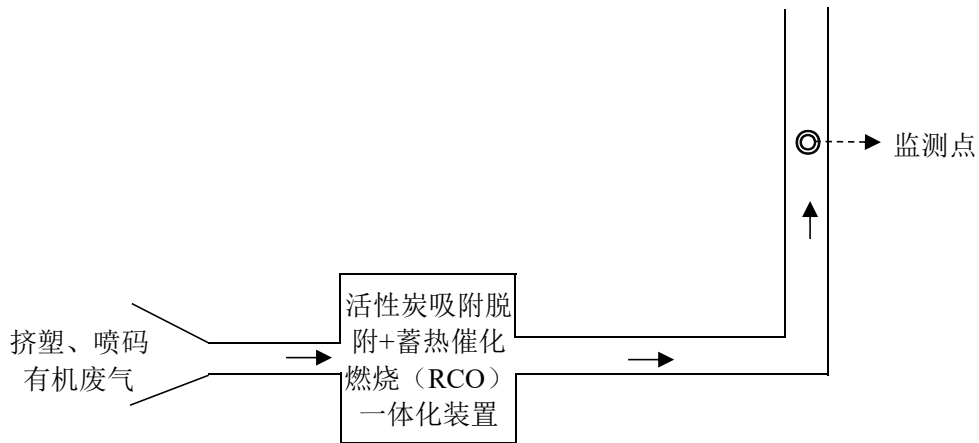 监测点
活性炭吸附脱
附+蓄热催化
燃烧（RCO）
一体化装置
挤塑、喷码
有机废气